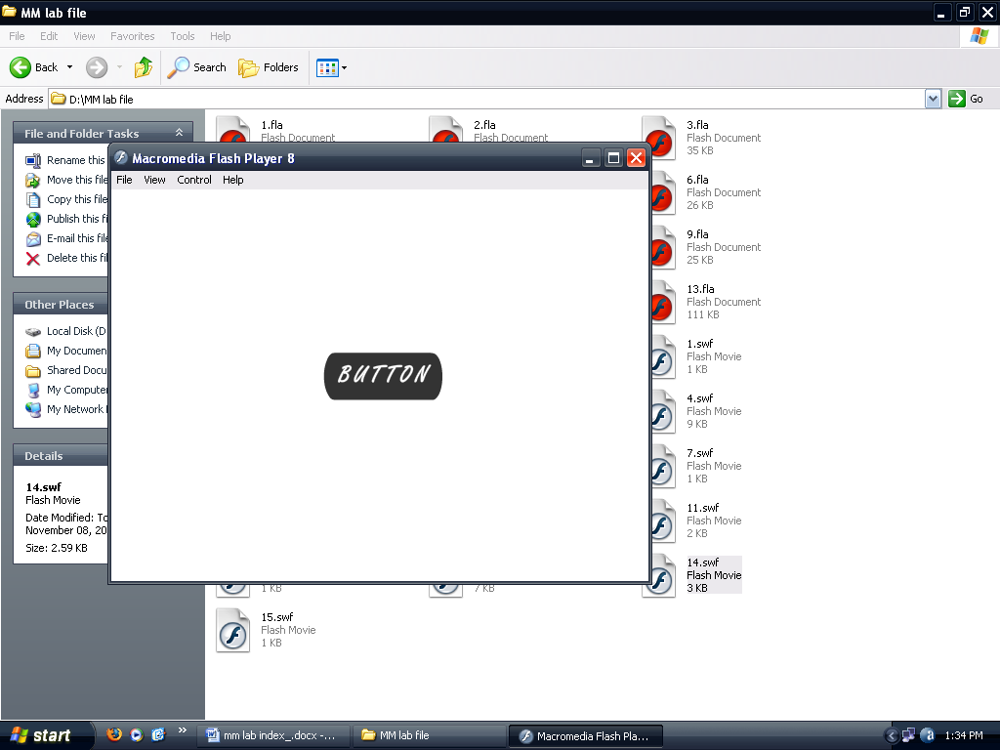 MM lab file
File Edit View Favorites Tools Help
Back Search Folders
Address D:\MM lab file Go
File and Folder Tasks
Rename this
Move this file
Copy this file
Publish this fi
E-mail this file
Delete this fil
Other Places
Local Disk (D
My Documen
Shared Docu
My Compute
My Network
Details
14.swf
Flash Movie
Date Modified: To
November 08, 20
Size: 2.59 KB
1.fla
Flash Document
2.fla
Flash Document
3.fla
Flash Document
35 KB
6.fla
Flash Document
26 KB
9.fla
Flash Document
25 KB
13.fla
Flash Document
111 KB
1.swf
Flash Movie
1 KB
4.swf
Flash Movie
9 KB
7.swf
Flash Movie
1 KB
11.swf
Flash Movie
2 KB
1 KB
7 KB
14.swf
Flash Movie
3 KB
15.swf
Flash Movie
1 KB
Macromedia Flash Player 8
File View Control Help
BUTTON
start
mm lab index_.docx -...
MM lab file
Macromedia Flash Pla...
1:34 PM